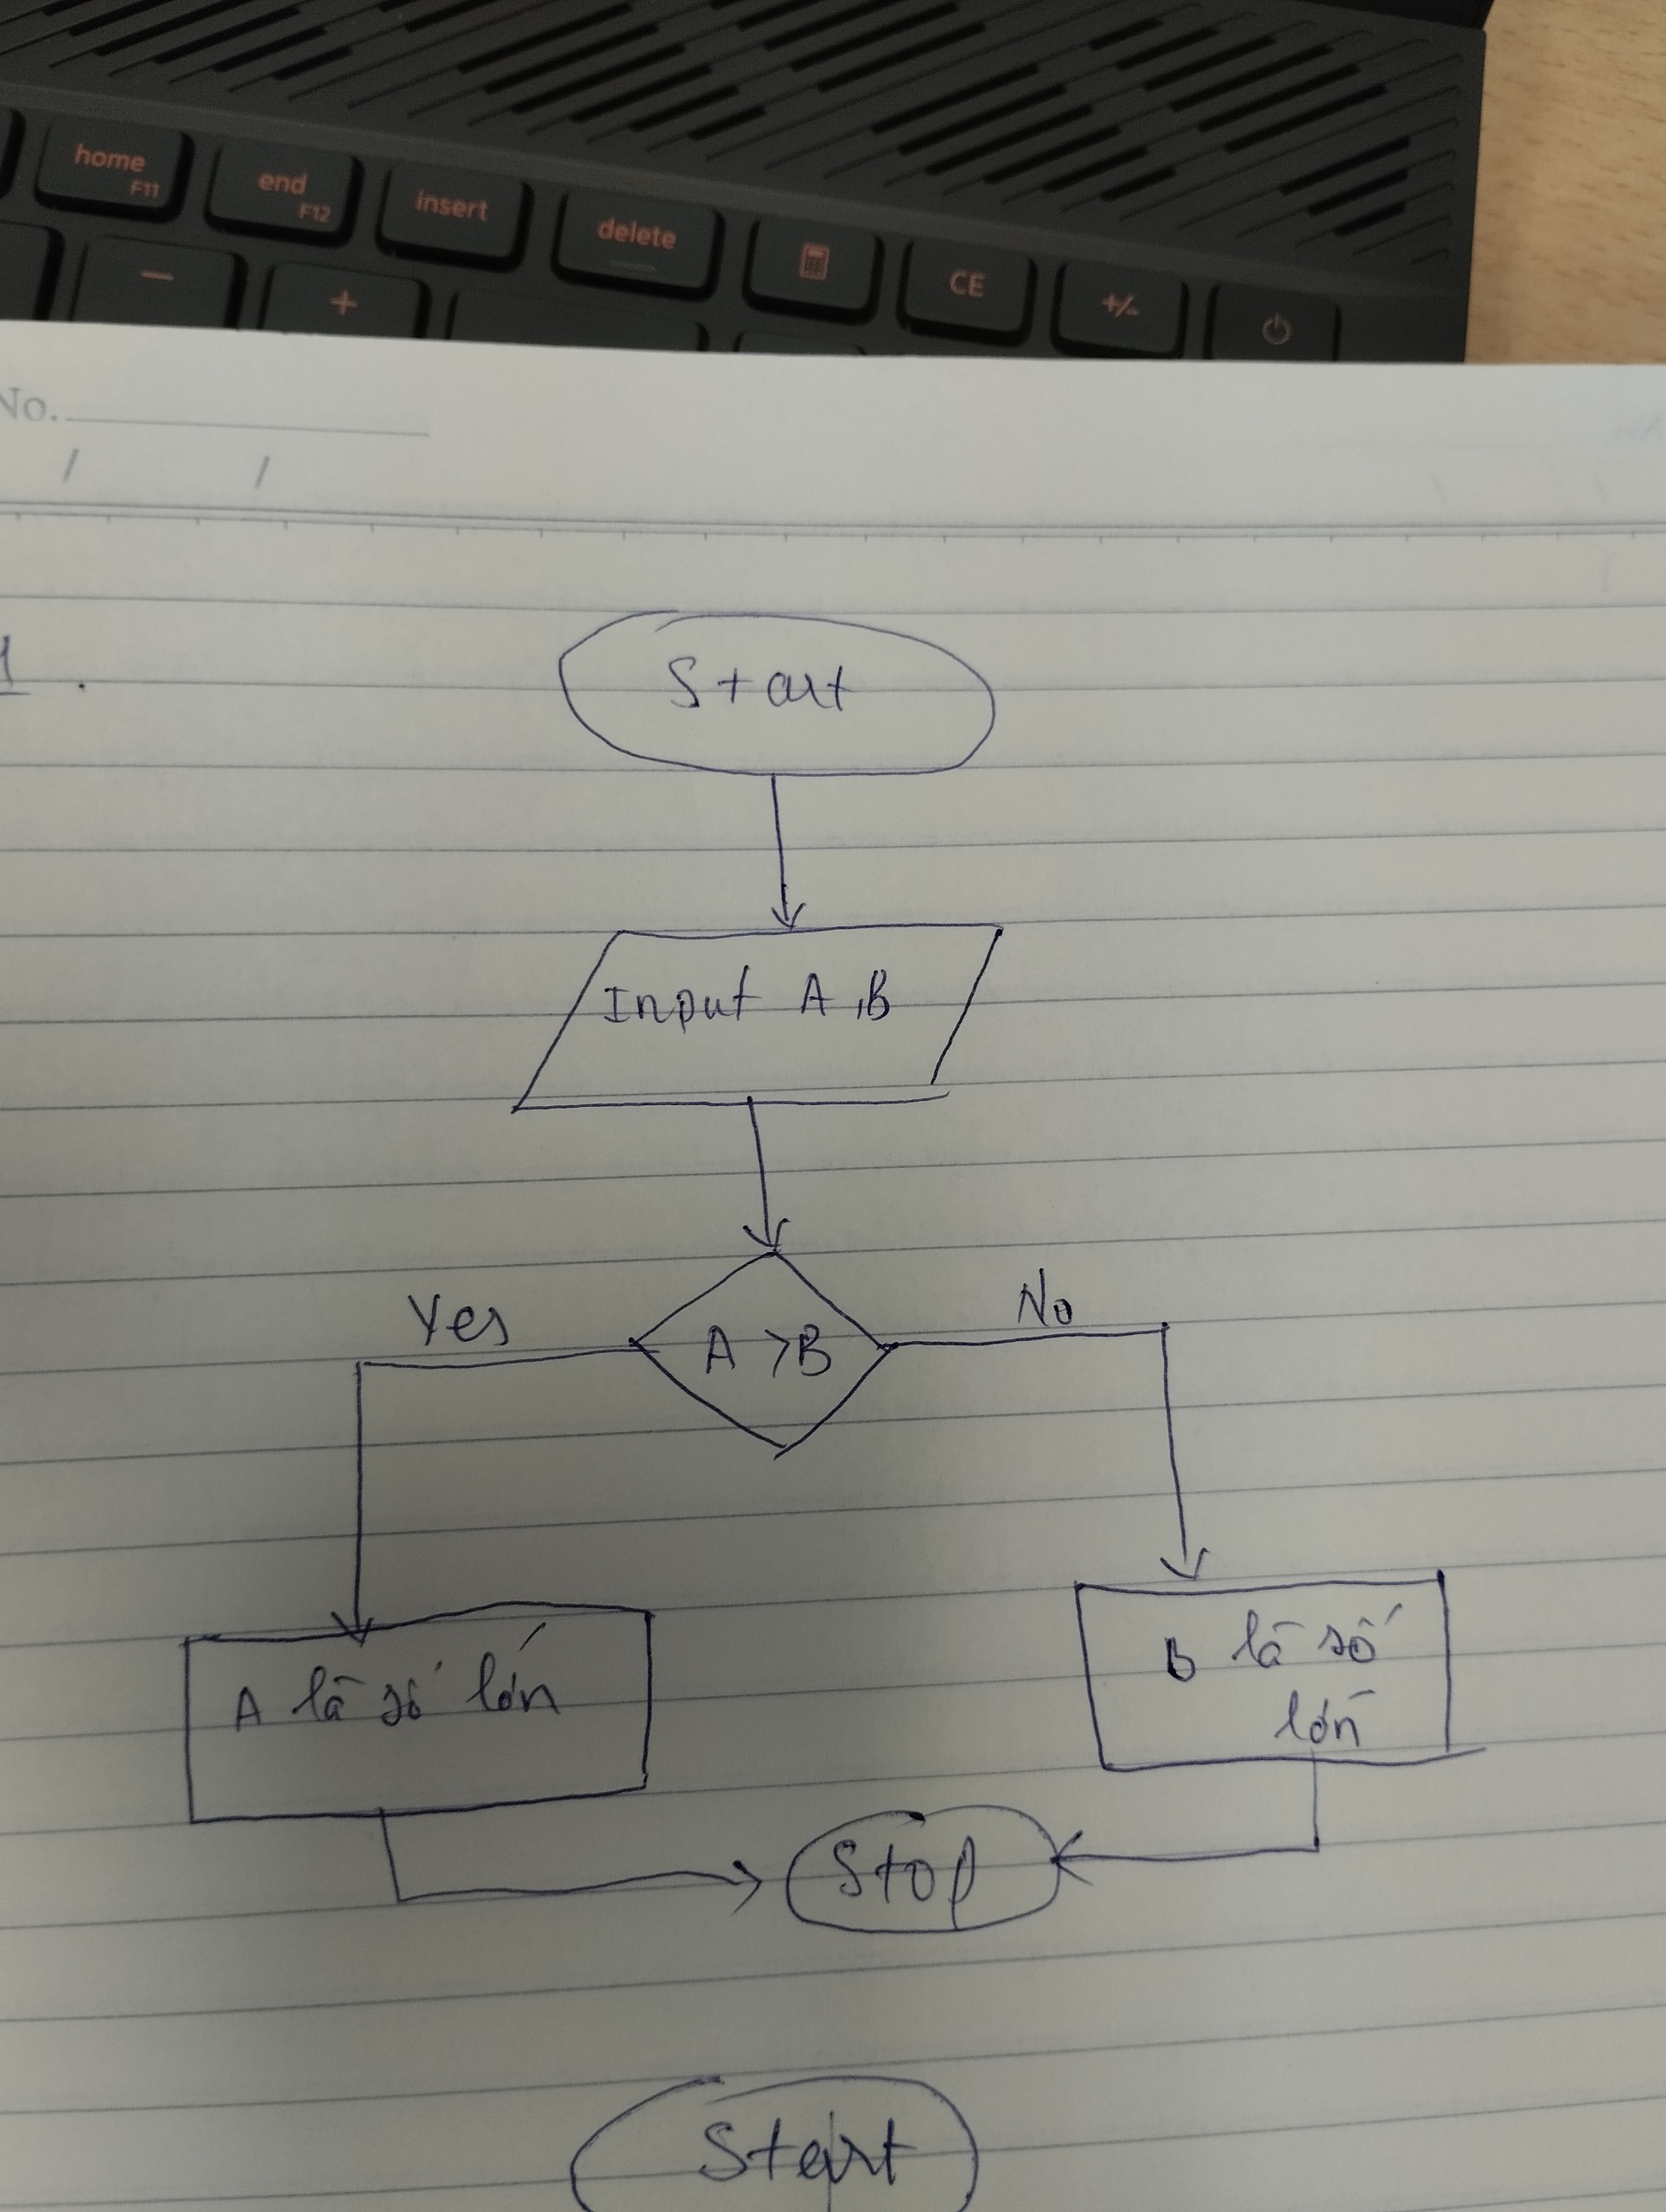 home
F11
end
F12
insert
delete
CE
+/-
-
+
No.
/ /
1.
Start
Input A, B
Yes
A > B
No
A là số lớn
B là số
lớn
Stop
Start